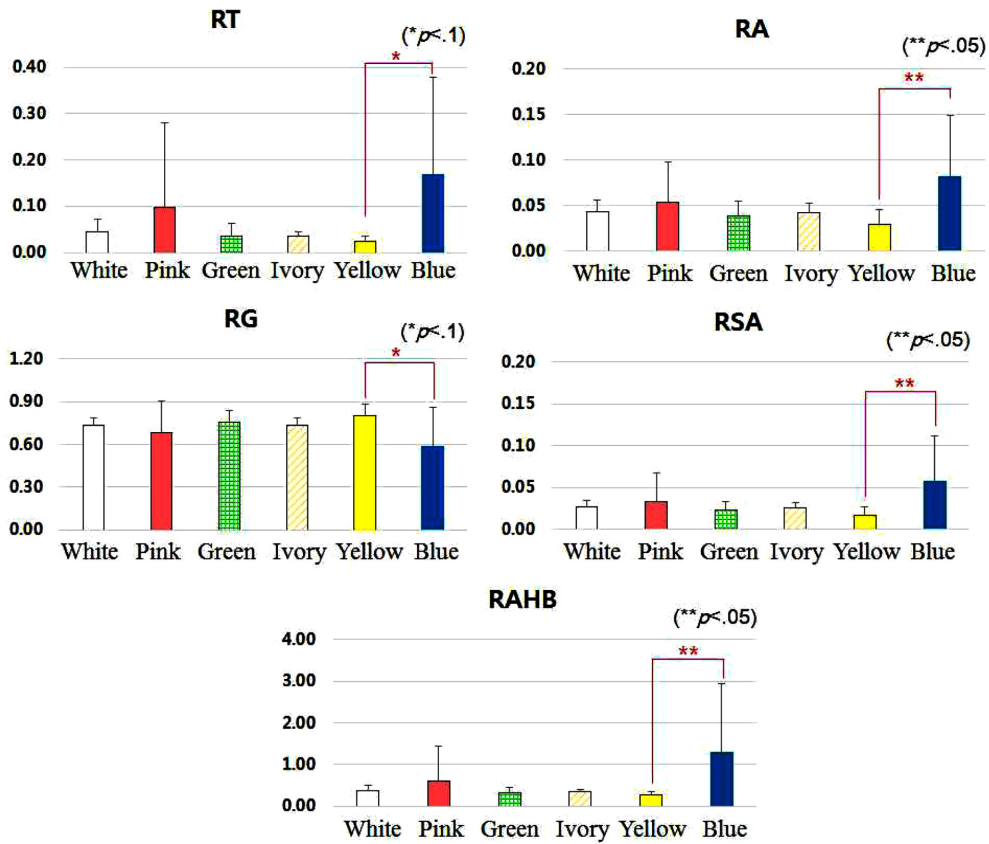 RT
(*p<.1)
*
0.40
0.30
0.20
0.10
0.00
White Pink Green Ivory Yellow Blue
RA
(**p<.05)
**
0.20
0.15
0.10
0.05
0.00
White Pink Green Ivory Yellow Blue
RG
(*p<.1)
*
1.20
0.90
0.60
0.30
0.00
White Pink Green Ivory Yellow Blue
RSA
(**p<.05)
**
0.20
0.15
0.10
0.05
0.00
White Pink Green Ivory Yellow Blue
RAHB
(**p<.05)
**
4.00
3.00
2.00
1.00
0.00
White Pink Green Ivory Yellow Blue